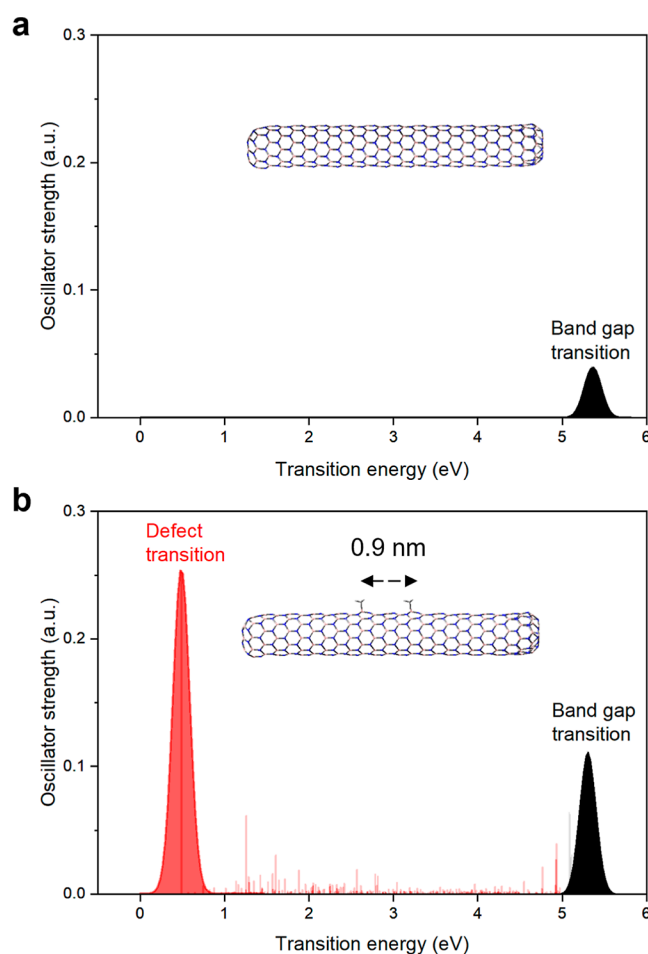 a
0.3
0.2
0.1
0.0
Oscillator strength (a.u.)
Band gap
transition
0 1 2 3 4 5 6
Transition energy (eV)
b
0.3
0.2
0.1
0.0
Oscillator strength (a.u.)
Defect
transition
0.9 nm
Band gap
transition
0 1 2 3 4 5 6
Transition energy (eV)